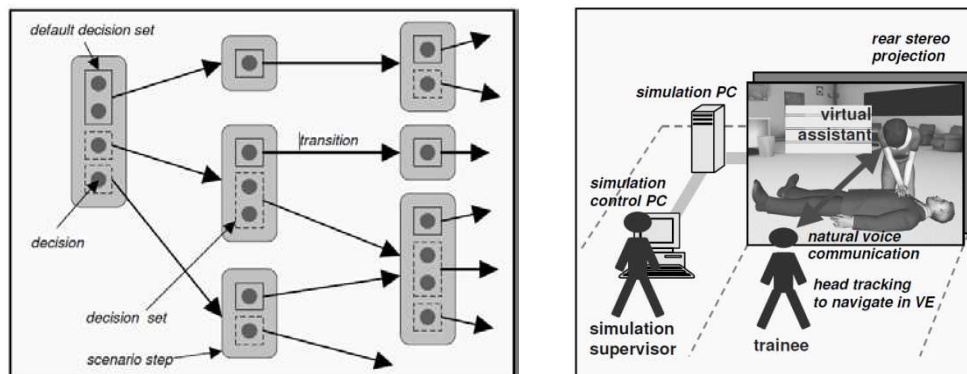 default decision set
transition
decision
decision set
scenario step
rear stereo
projection
simulation PC
virtual
assistant
simulation
control PC
natural voice
communication
head tracking
to navigate in VE
simulation
supervisor
trainee